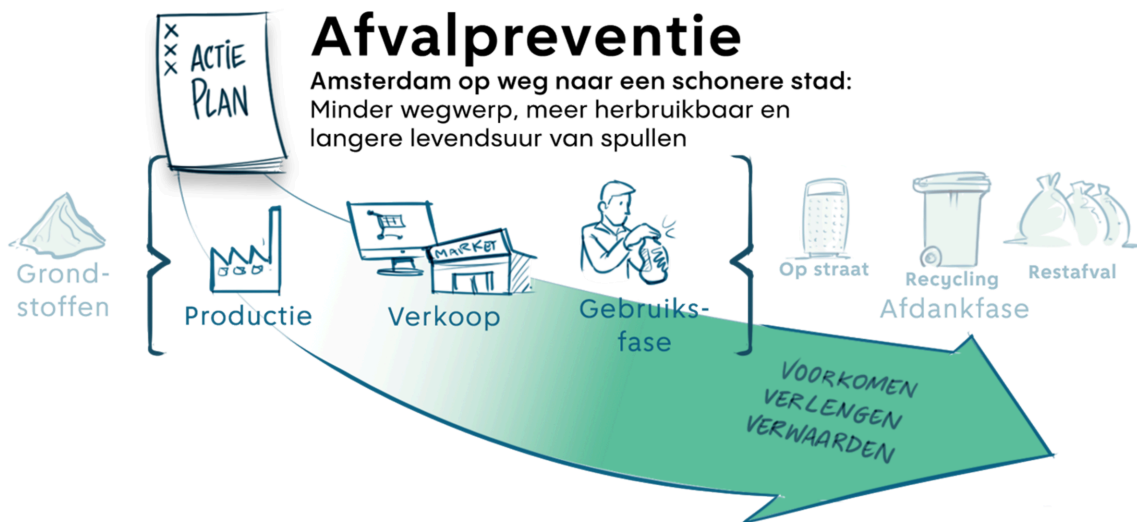 X
X
X
ACTIE
PLAN
Afvalpreventie
Amsterdam op weg naar een schonere stad:
Minder wegwerp, meer herbruikbaar en
langere levendsuur van spullen
Grond-
stoffen
Productie
MARKET
Verkoop
Gebruiks-
fase
Op straat
Recycling
Restafval
Afdankfase
VOORKOMEN
VERLENGEN
VERWAARDEN